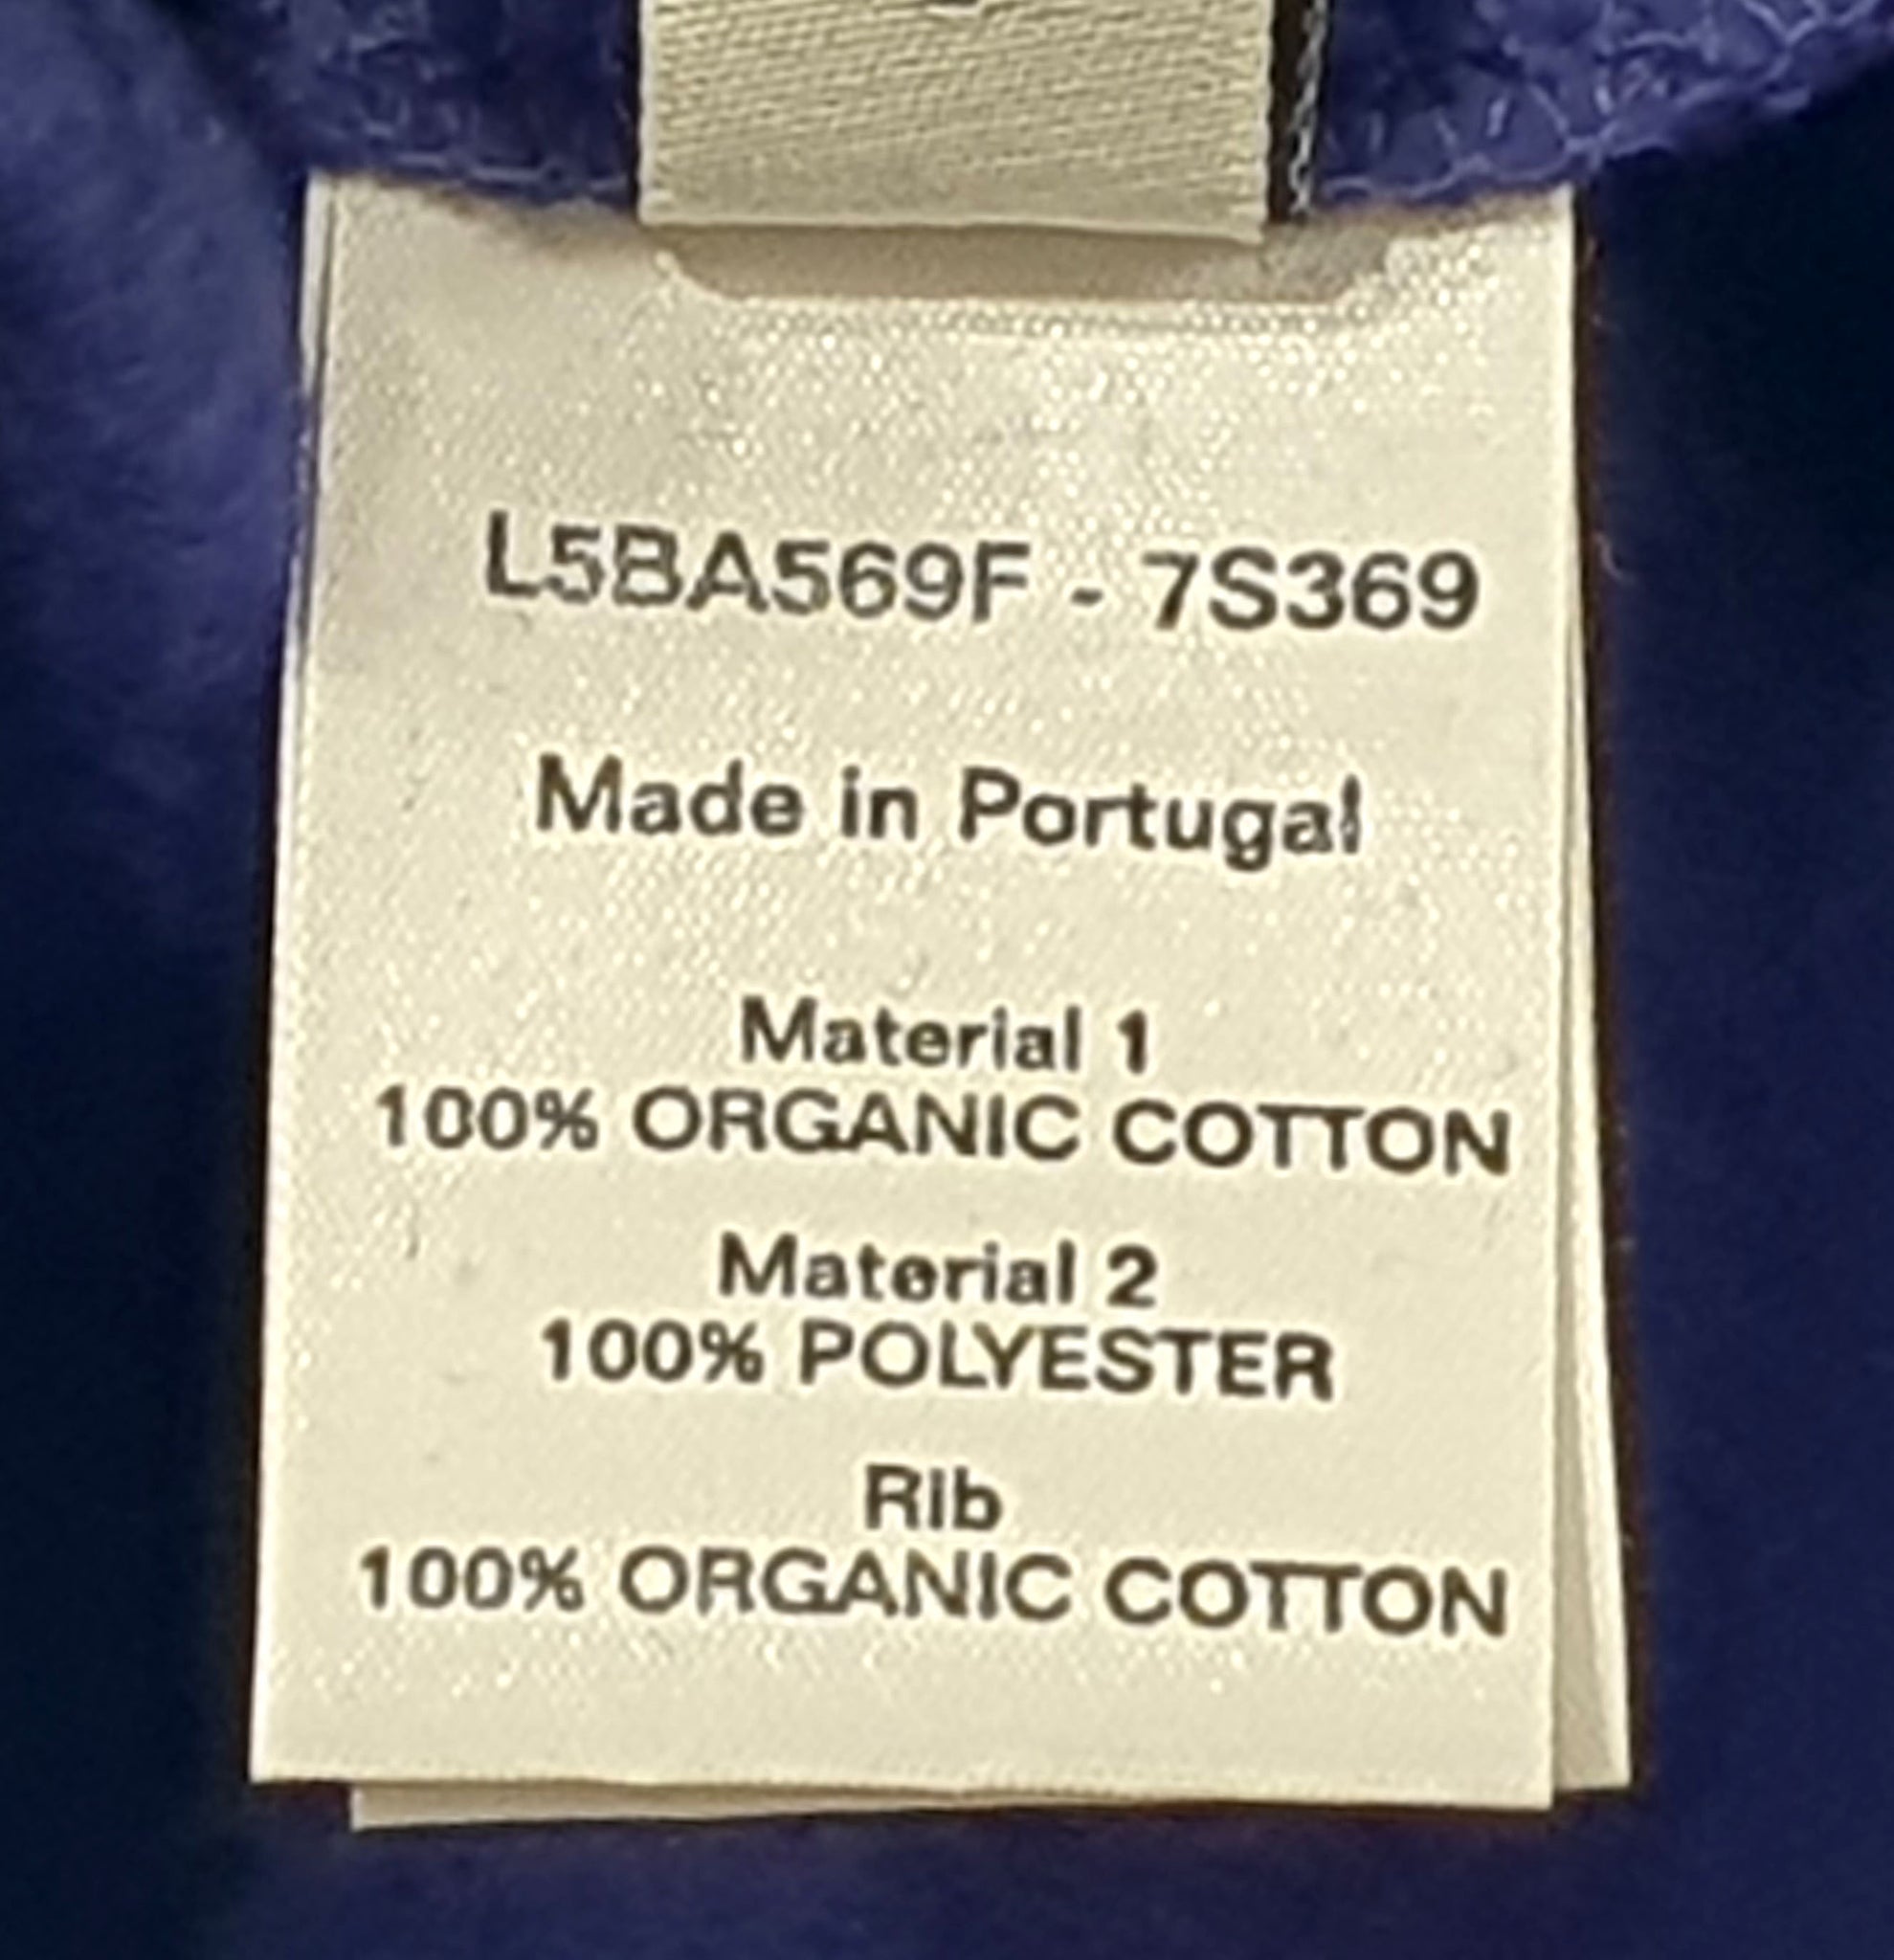 L5BA569F - 7S369
Made in Portugal
Material 1
100% ORGANIC COTTON
Material 2
100% POLYESTER
Rib
100% ORGANIC COTTON